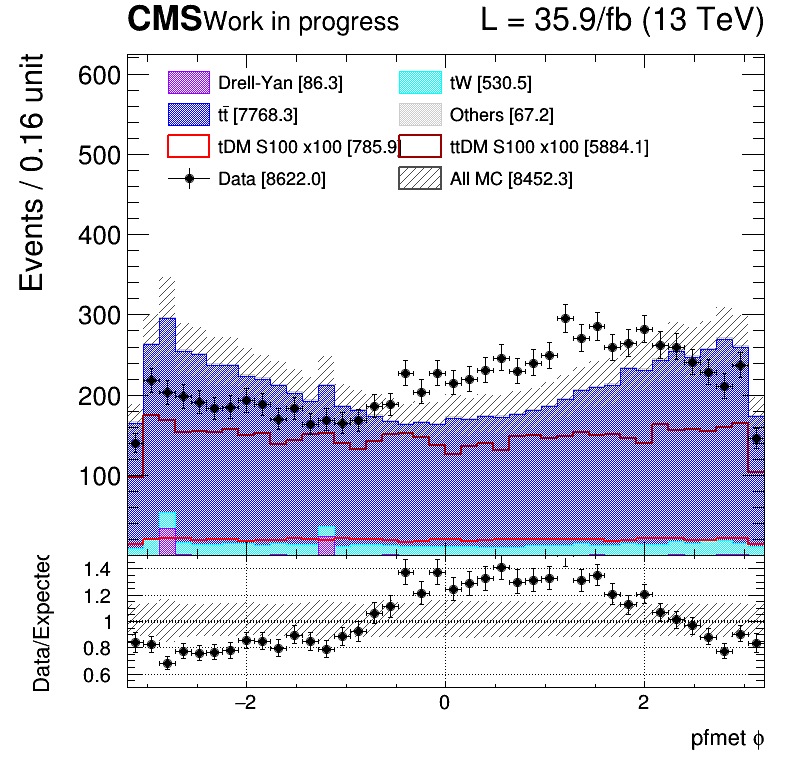 CMS Work in progress L = 35.9/fb (13 TeV)
Events / 0.16 unit
600
500
400
300
200
100
Drell-Yan [86.3]
tW [530.5]
tt̄ [7768.3]
Others [67.2]
tDM S100 x100 [785.9]
ttDM S100 x100 [5884.1]
Data [8622.0]
All MC [8452.3]
Data/Expected
1.4
1.2
1
0.8
0.6
−2 0 2
pfmet ϕ